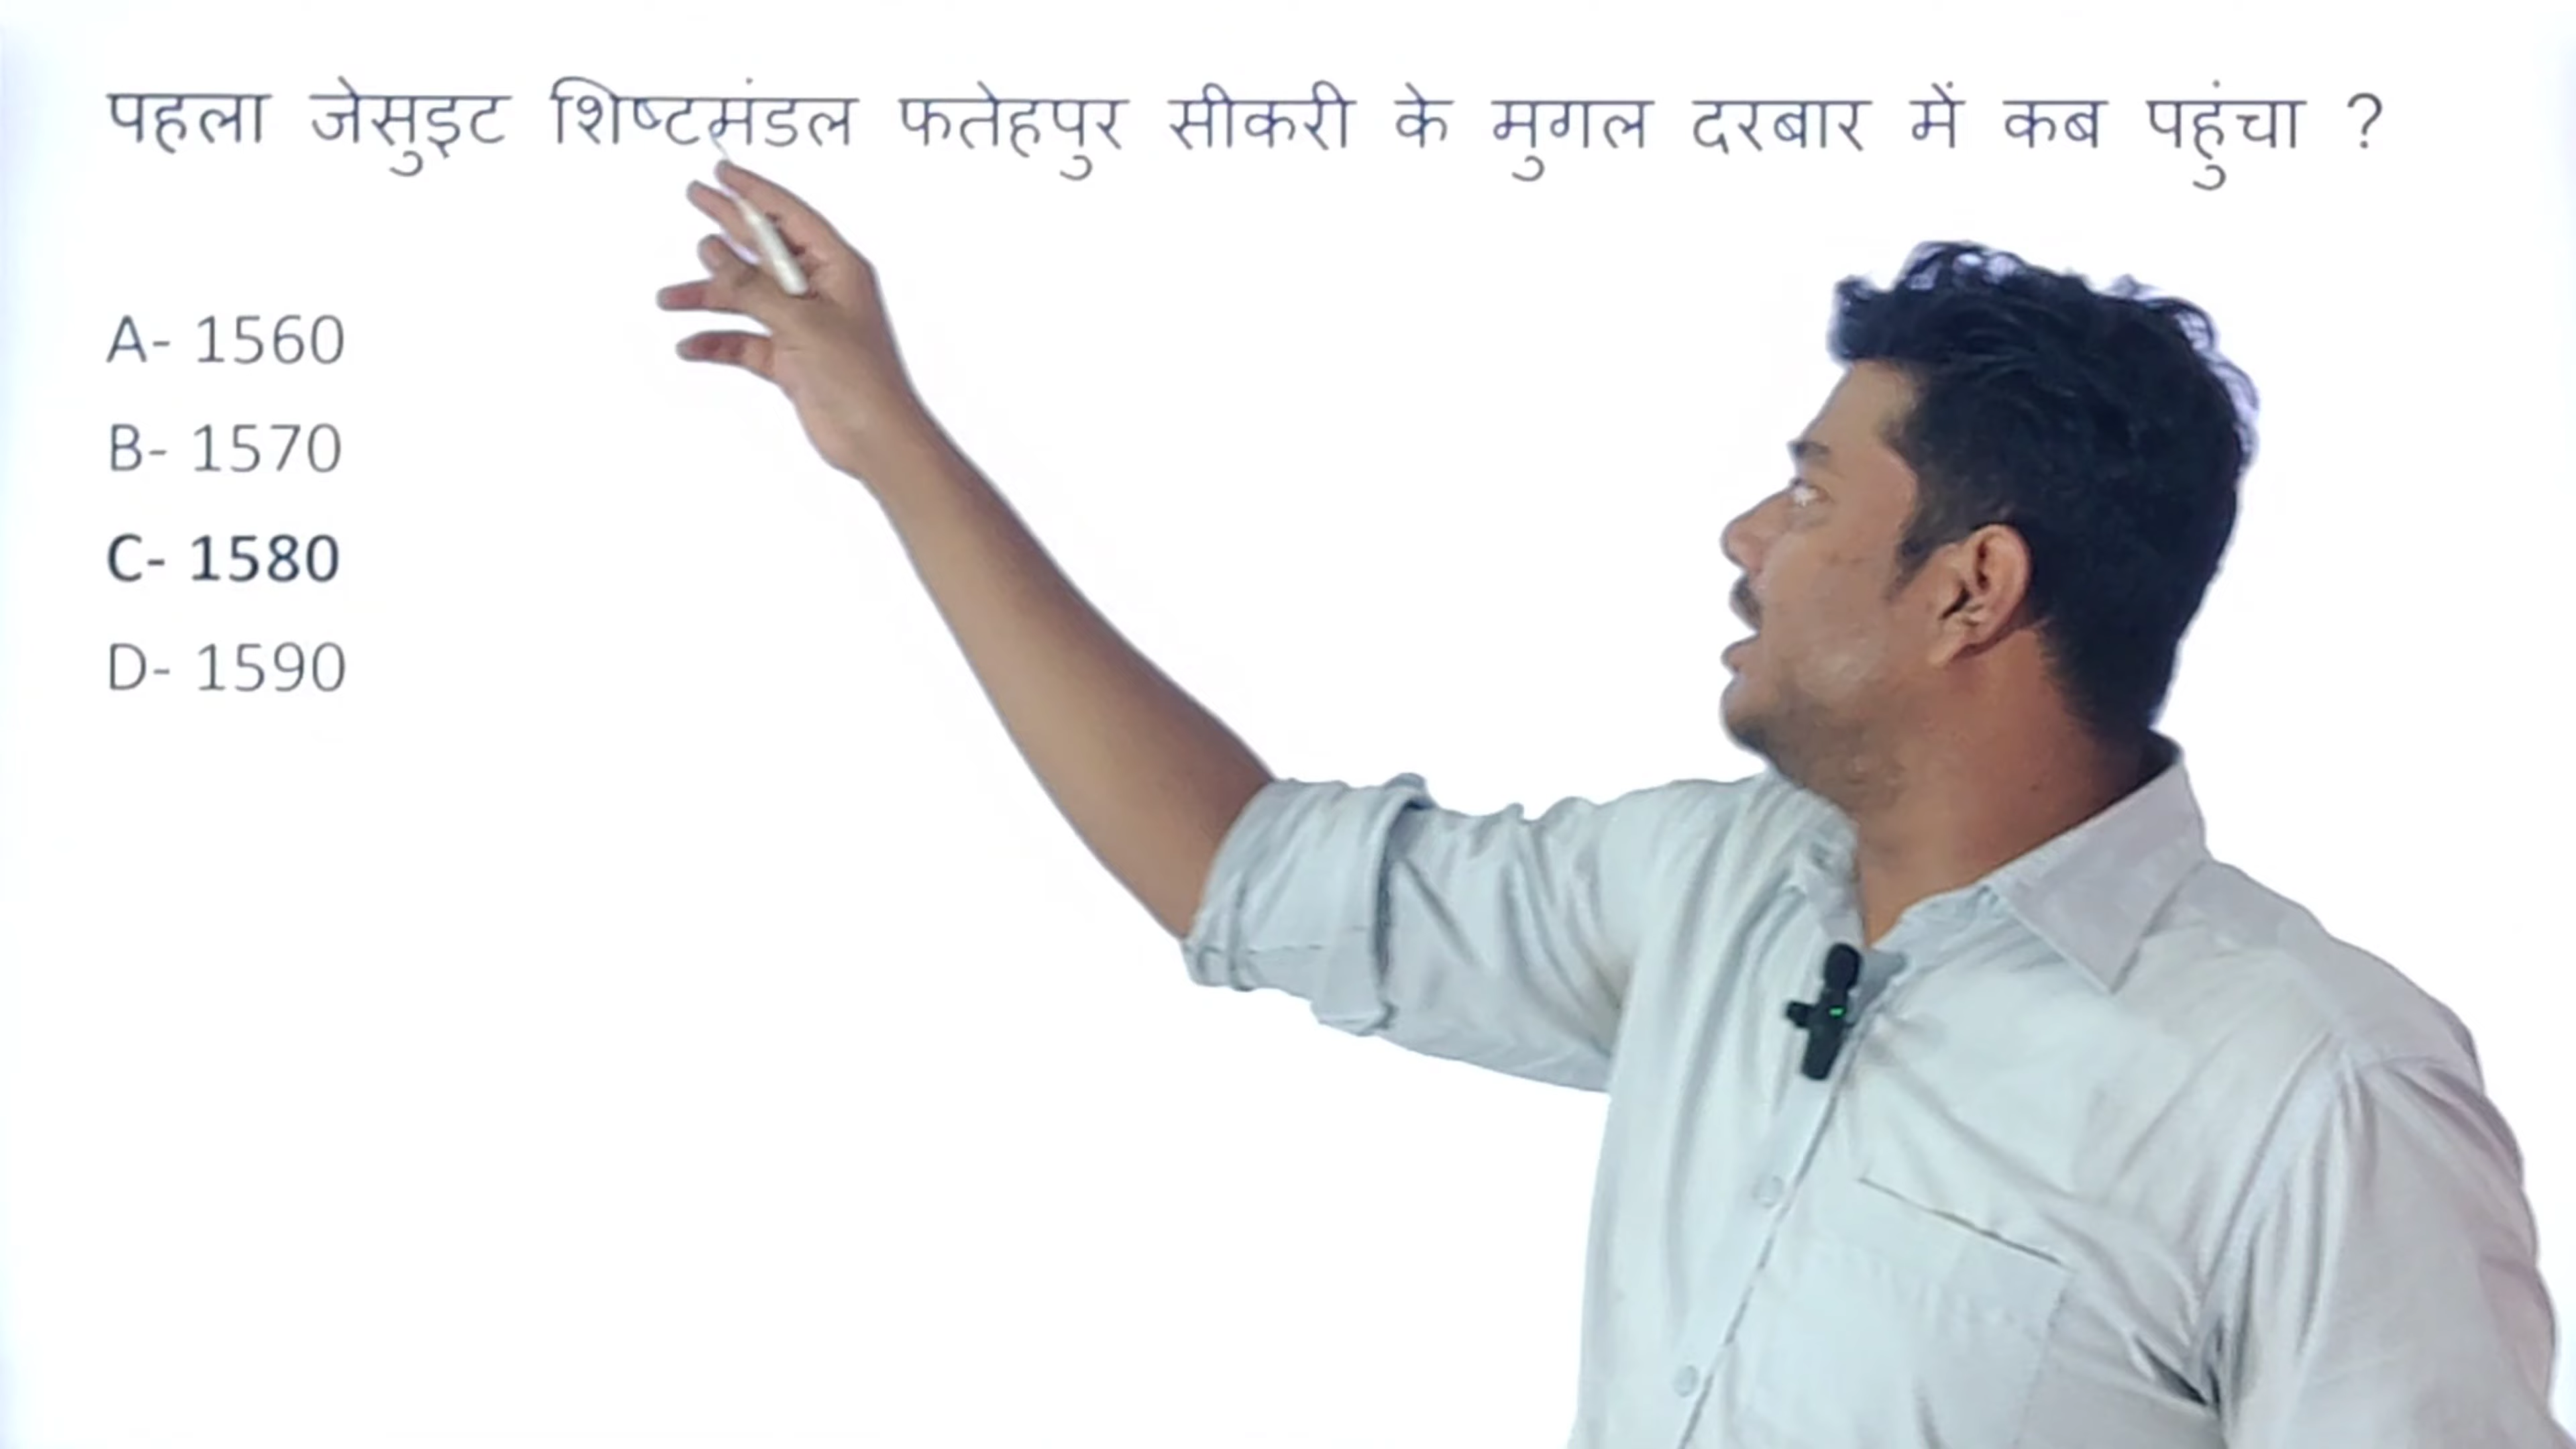 पहला जेसुइट शिष्टमंडल फतेहपुर सीकरी के मुगल दरबार में कब पहुंचा ?
A- 1560
B- 1570
C- 1580
D- 1590